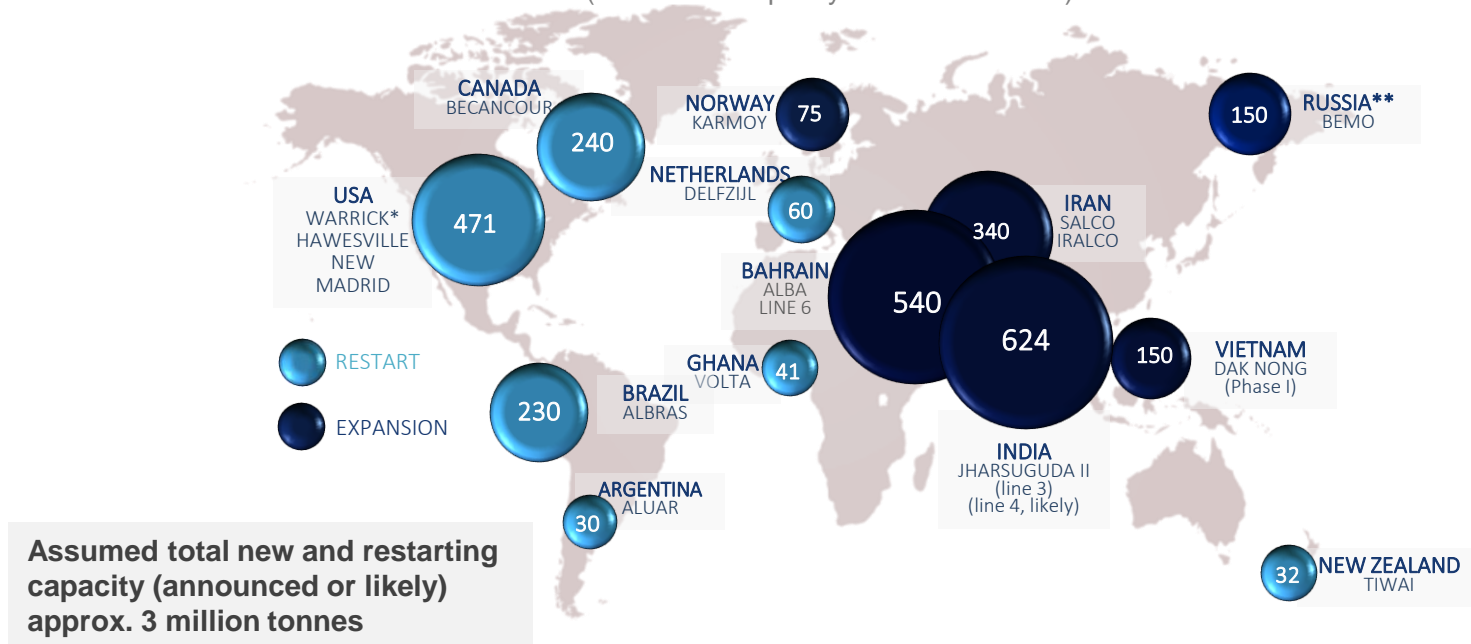 CANADA
BECANCOUR
240
NORWAY
KARMOY
75
150
RUSSIA**
BEMO
USA
WARRICK*
HAWESVILLE
NEW
MADRID
471
NETHERLANDS
DELFZIJL
60
340
IRAN
SALCO
IRALCO
BAHRAIN
ALBA
LINE 6
540
624
INDIA
JHARSUGUDA II
(line 3)
(line 4, likely)
150
VIETNAM
DAK NONG
(Phase I)
RESTART
EXPANSION
GHANA
VOLTA
41
230
BRAZIL
ALBRAS
ARGENTINA
ALUAR
30
32
NEW ZEALAND
TIWAI
Assumed total new and restarting
capacity (announced or likely)
approx. 3 million tonnes